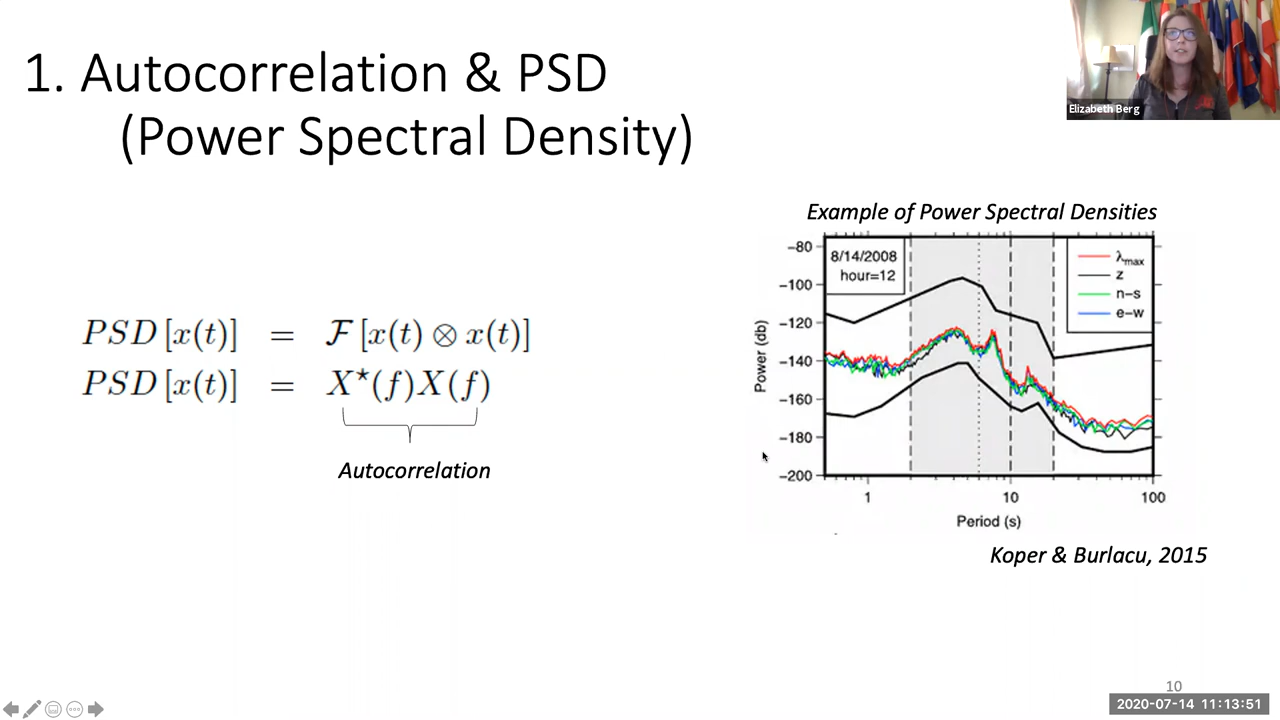 1. Autocorrelation & PSD
(Power Spectral Density)
Elizabeth Berg
PSD [x(t)] = ℱ [x(t) ⊗ x(t)]
PSD [x(t)] = X⋆(f)X(f)
Autocorrelation
Example of Power Spectral Densities
8/14/2008
hour=12
λmax
z
n-s
e-w
Power (db)
-80
-100
-120
-140
-160
-180
-200
1 10 100
Period (s)
Koper & Burlacu, 2015
10
2020-07-14 11:13:51